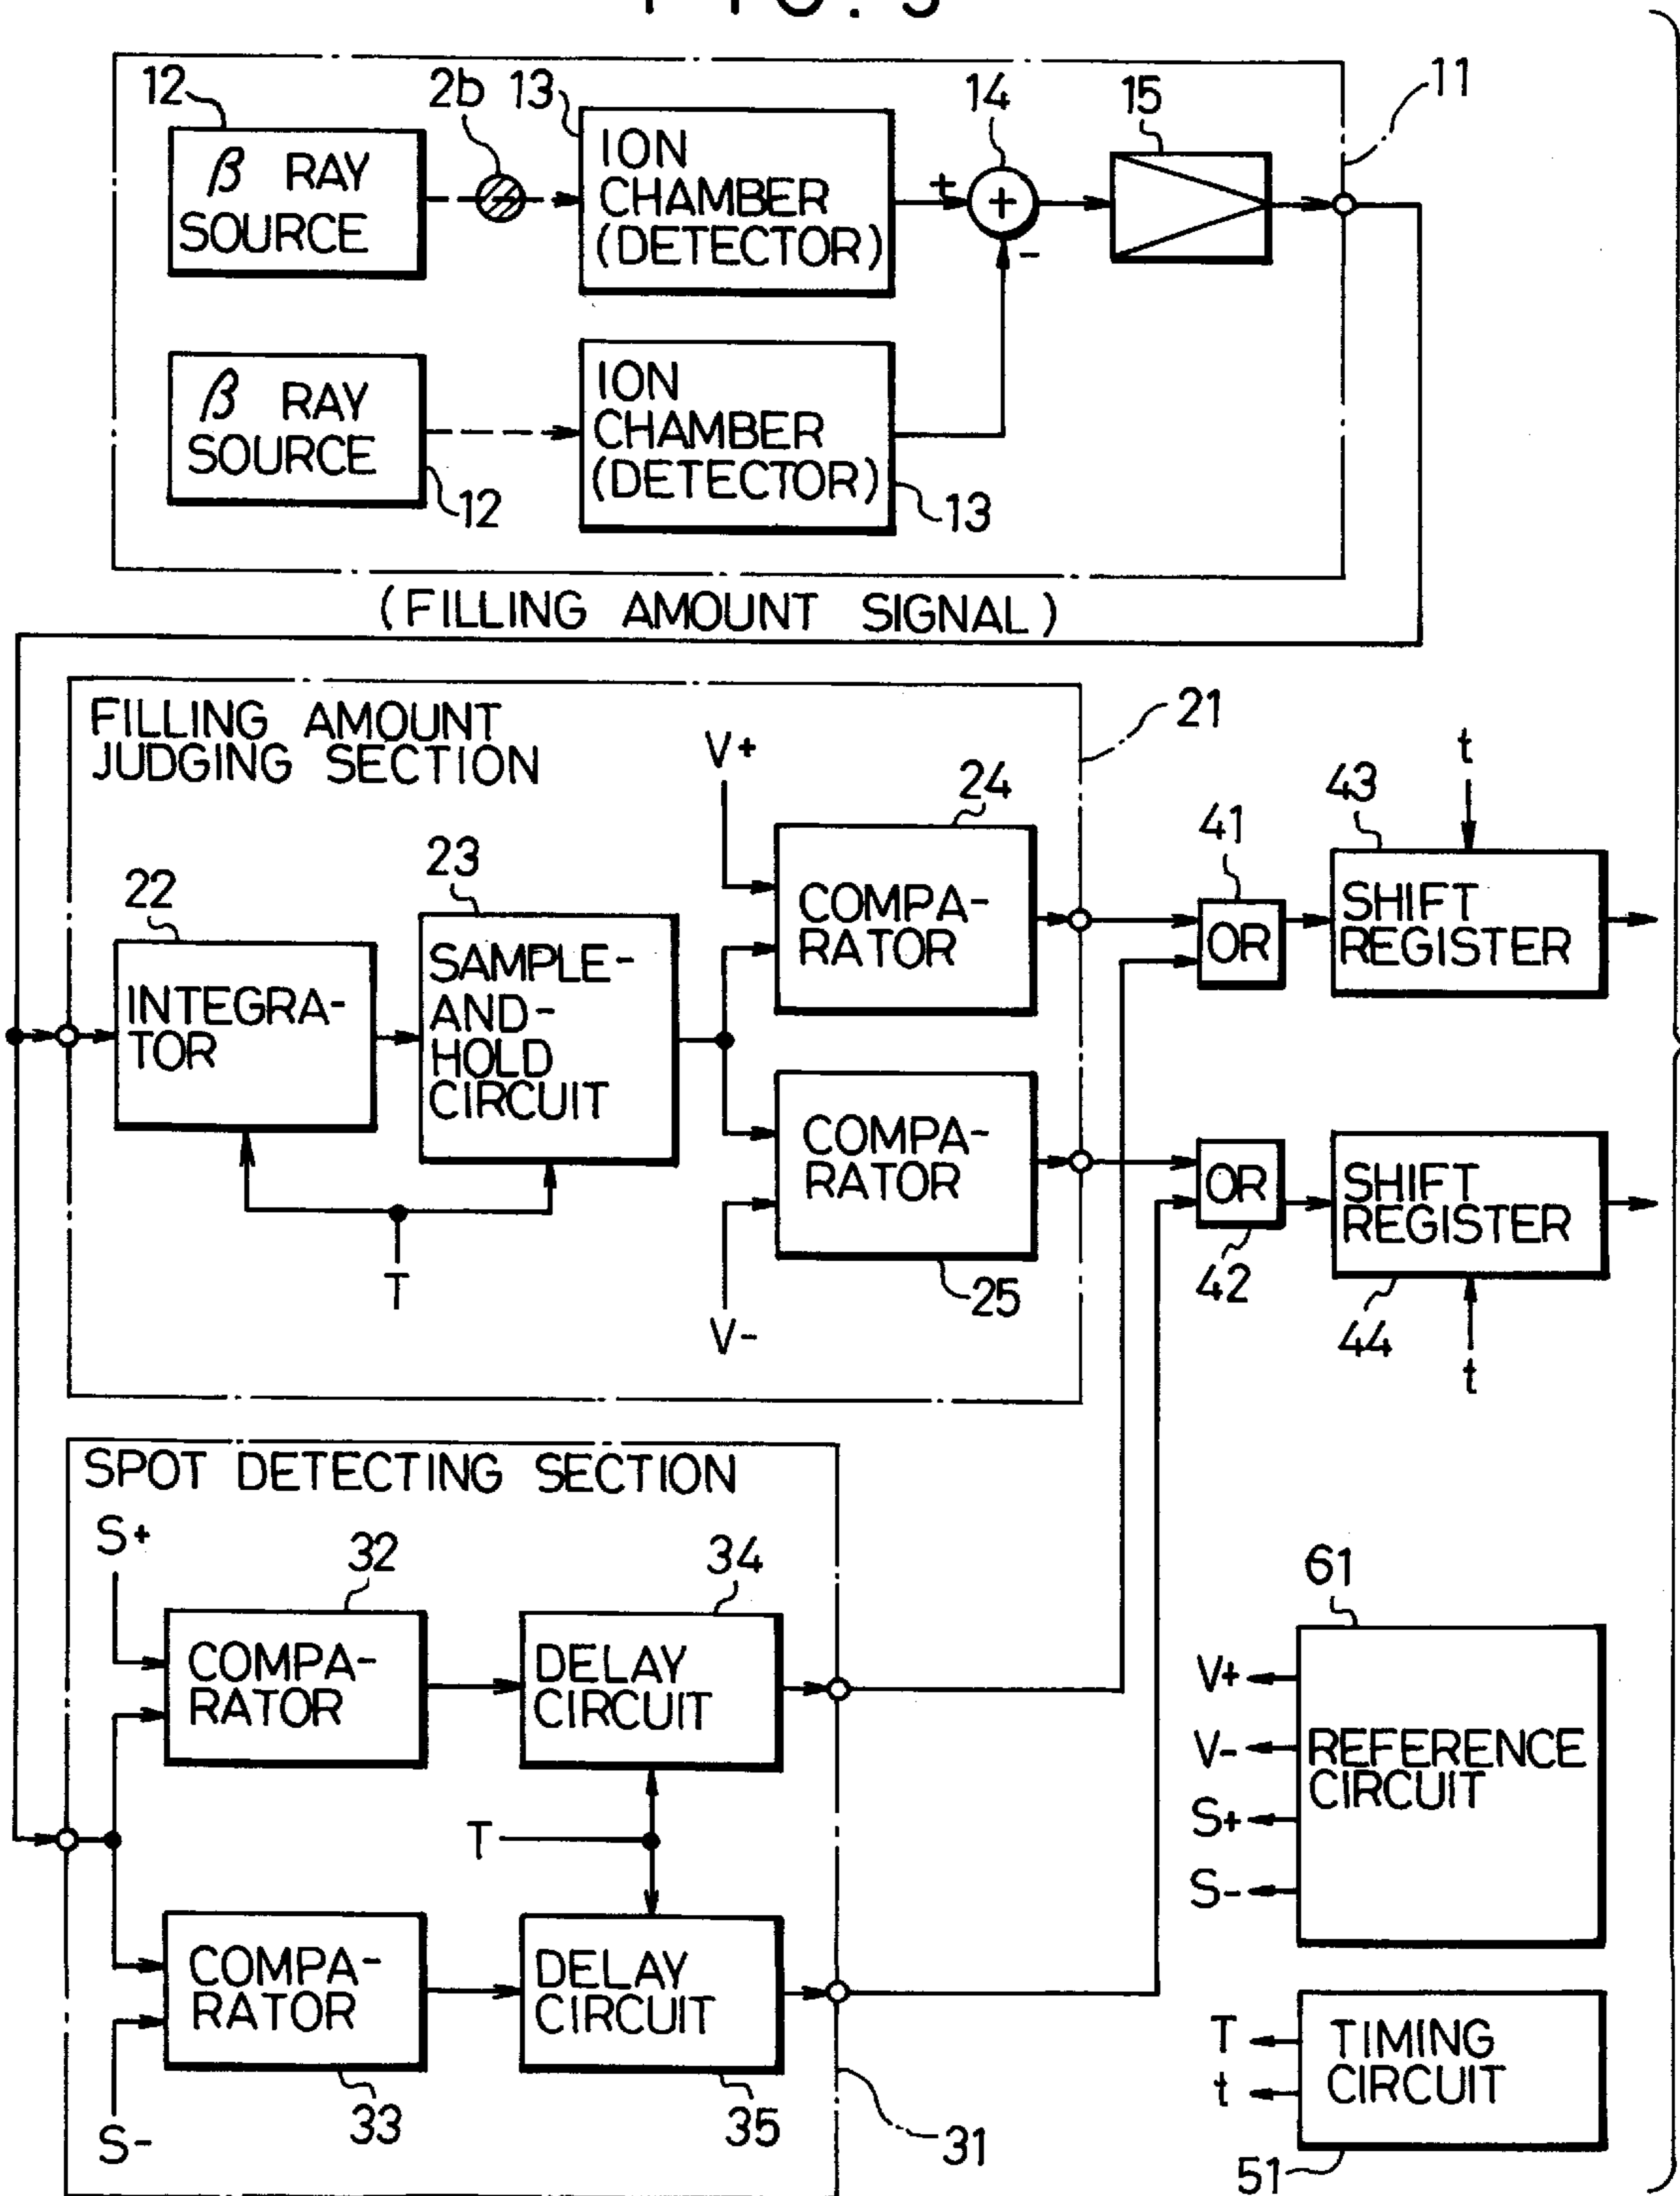 12
2b
13
14
15
11
β RAY
SOURCE
ION
CHAMBER
(DETECTOR)
+
+
-
β RAY
SOURCE
12
ION
CHAMBER
(DETECTOR)
13
(FILLING AMOUNT SIGNAL)
FILLING AMOUNT
JUDGING SECTION
21
V+
24
22
23
INTEGRA-
TOR
SAMPLE-
AND-
HOLD
CIRCUIT
COMPA-
RATOR
COMPA-
RATOR
T
V-
25
41
OR
43
t
SHIFT
REGISTER
OR
42
SHIFT
REGISTER
44
t
SPOT DETECTING SECTION
S+
32
34
COMPA-
RATOR
DELAY
CIRCUIT
T
COMPA-
RATOR
DELAY
CIRCUIT
S-
33
35
31
61
V+
V-
S+
S-
REFERENCE
CIRCUIT
T
t
TIMING
CIRCUIT
51